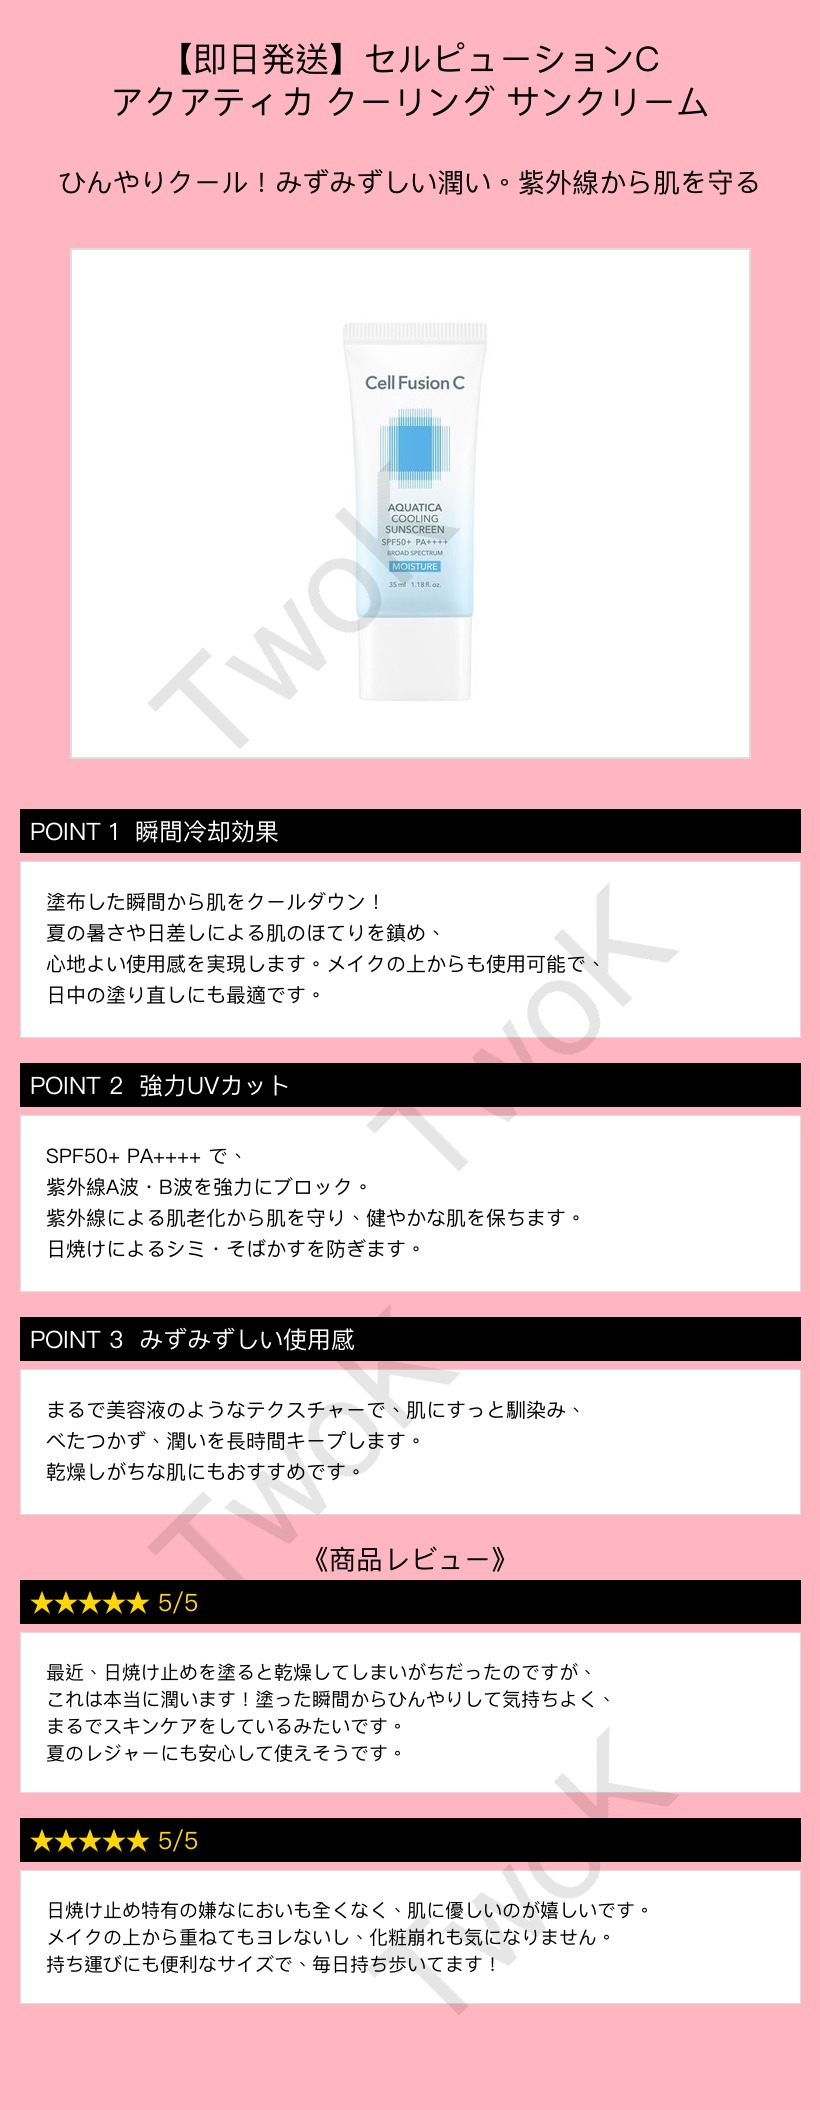 【即日発送】セルピューションC
アクアティカ クーリング サンクリーム
ひんやりクール！みずみずしい潤い。紫外線から肌を守る
Cell Fusion C
AQUATICA
COOLING
SUNSCREEN
SPF50+ PA++++
BROAD SPECTRUM
MOISTURE
35 ml 1.18 fl. oz.
TwoK
POINT 1 瞬間冷却効果
塗布した瞬間から肌をクールダウン！
夏の暑さや日差しによる肌のほてりを鎮め、
心地よい使用感を実現します。メイクの上からも使用可能で、
日中の塗り直しにも最適です。
TwoK
POINT 2 強力UVカット
SPF50+ PA++++ で、
紫外線A波・B波を強力にブロック。
紫外線による肌老化から肌を守り、健やかな肌を保ちます。
日焼けによるシミ・そばかすを防ぎます。
POINT 3 みずみずしい使用感
まるで美容液のようなテクスチャーで、肌にすっと馴染み、
べたつかず、潤いを長時間キープします。
乾燥しがちな肌にもおすすめです。
TwoK
《商品レビュー》
★★★★★ 5/5
最近、日焼け止めを塗ると乾燥してしまいがちだったのですが、
これは本当に潤います！塗った瞬間からひんやりして気持ちよく、
まるでスキンケアをしているみたいです。
夏のレジャーにも安心して使えそうです。
★★★★★ 5/5
日焼け止め特有の嫌なにおいも全くなく、肌に優しいのが嬉しいです。
メイクの上から重ねてもヨレないし、化粧崩れも気になりません。
持ち運びにも便利なサイズで、毎日持ち歩いてます！
TwoK